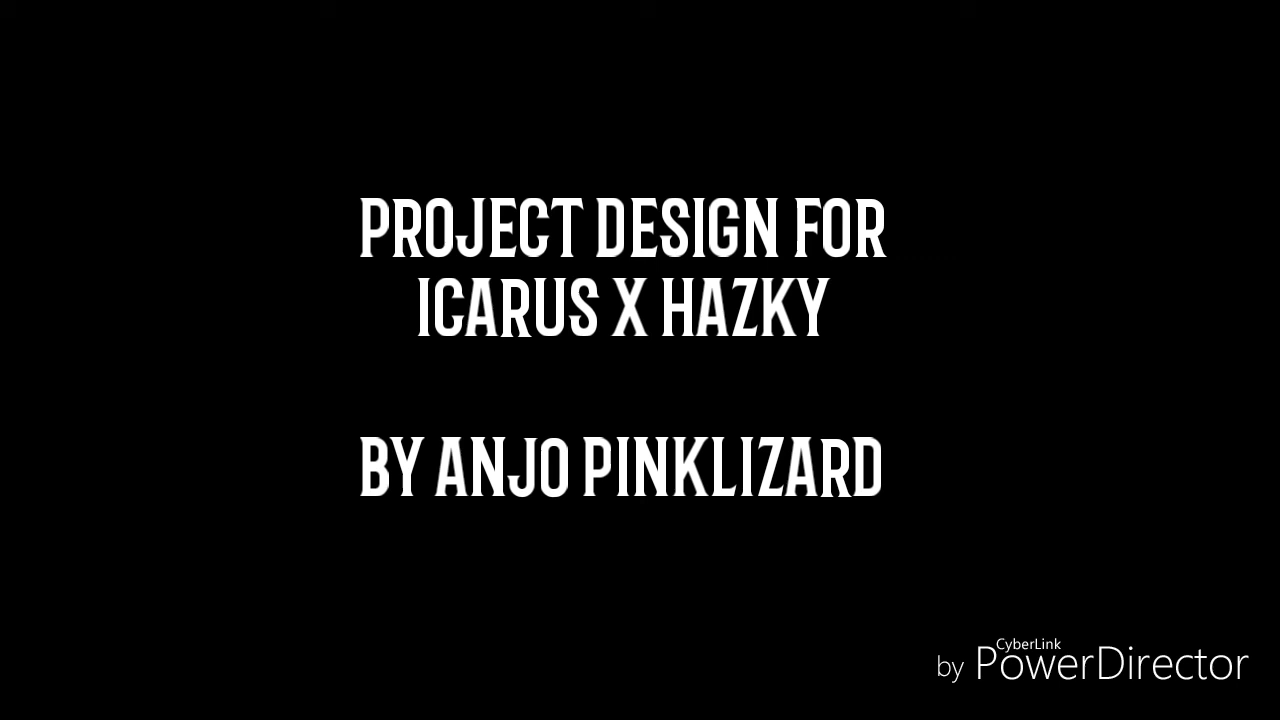 PROJECT DESIGN FOR
ICARUS X HAZKY
BY ANJO PINKLIZARD
by CyberLink PowerDirector